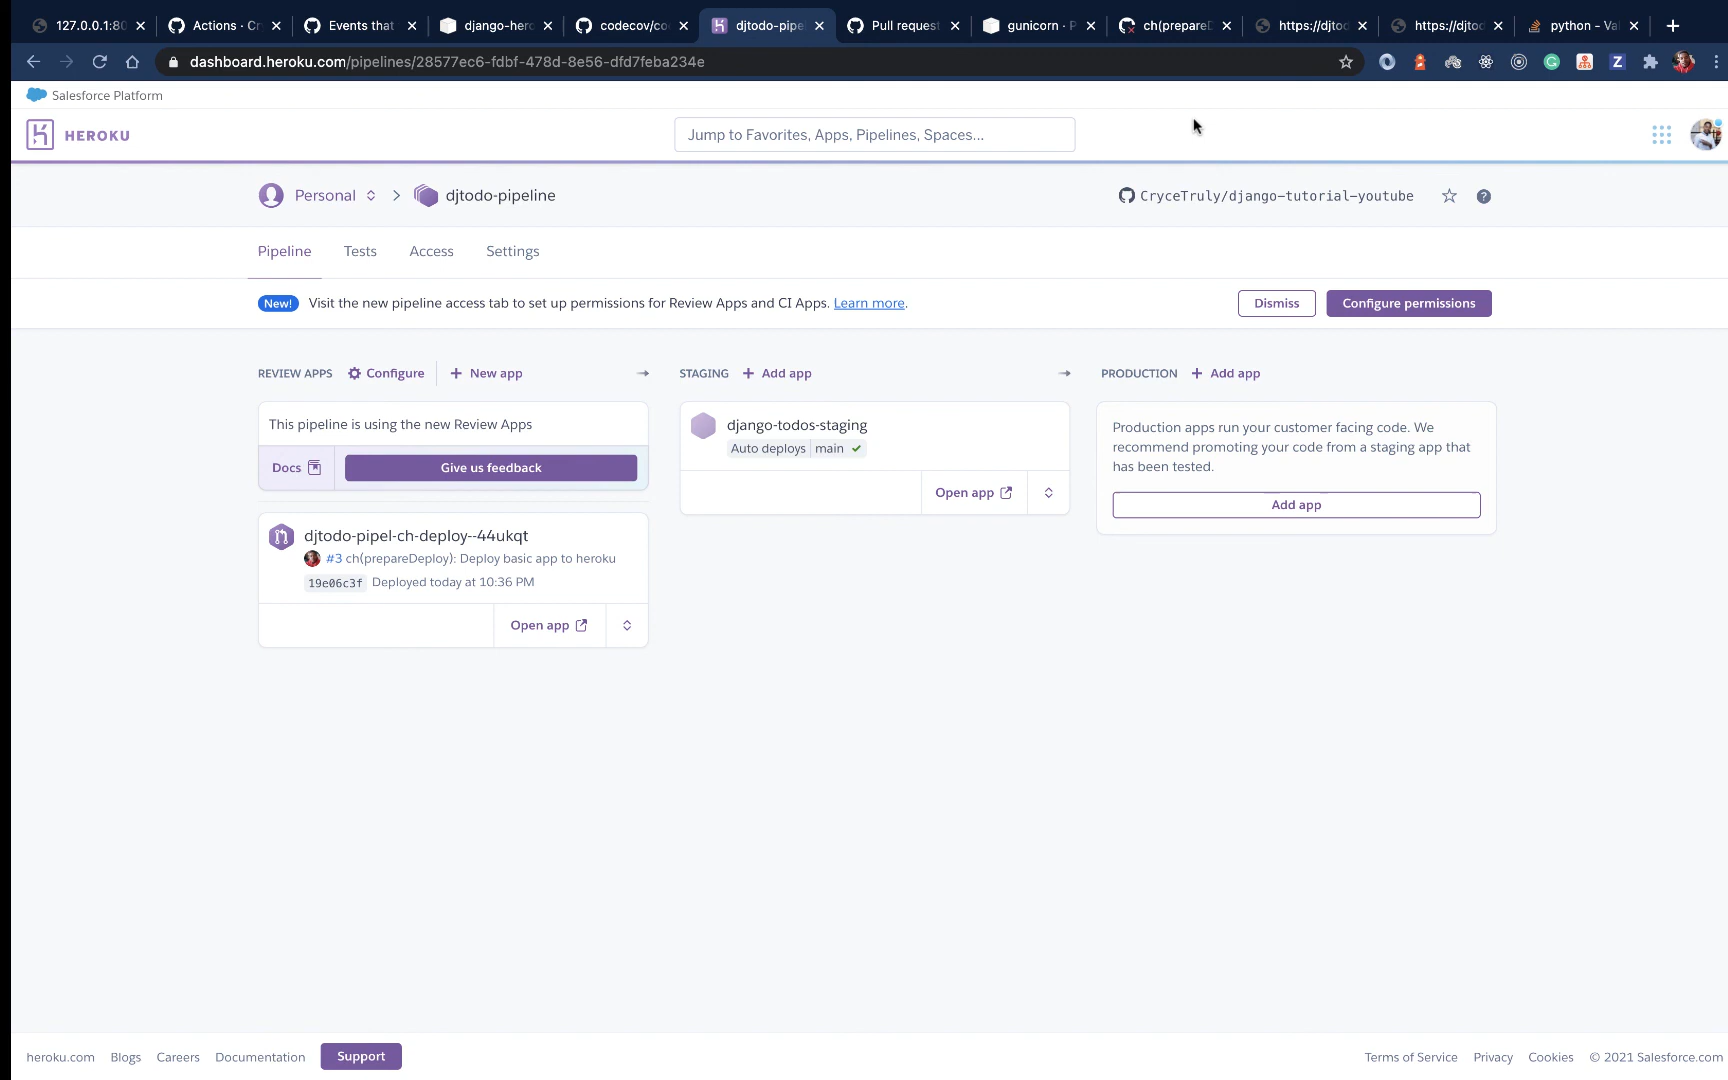 127.0.0.1:80
Actions · Cr
Events that
django-hero
codecov/co
djtodo-pipe
Pull request
gunicorn · P
ch(prepareD
https://djtod
https://djtod
python - Val
dashboard.heroku.com/pipelines/28577ec6-fdbf-478d-8e56-dfd7feba234e
Salesforce Platform
HEROKU
Jump to Favorites, Apps, Pipelines, Spaces...
Personal
djtodo-pipeline
CryceTruly/django-tutorial-youtube
Pipeline
Tests
Access
Settings
New! Visit the new pipeline access tab to set up permissions for Review Apps and CI Apps. Learn more.
Dismiss
Configure permissions
REVIEW APPS
Configure
New app
This pipeline is using the new Review Apps
Docs
Give us feedback
djtodo-pipel-ch-deploy--44ukqt
#3 ch(prepareDeploy): Deploy basic app to heroku
19e06c3f Deployed today at 10:36 PM
Open app
STAGING
Add app
django-todos-staging
Auto deploys main
Open app
PRODUCTION
Add app
Production apps run your customer facing code. We
recommend promoting your code from a staging app that
has been tested.
Add app
heroku.com
Blogs
Careers
Documentation
Support
Terms of Service
Privacy
Cookies
© 2021 Salesforce.com